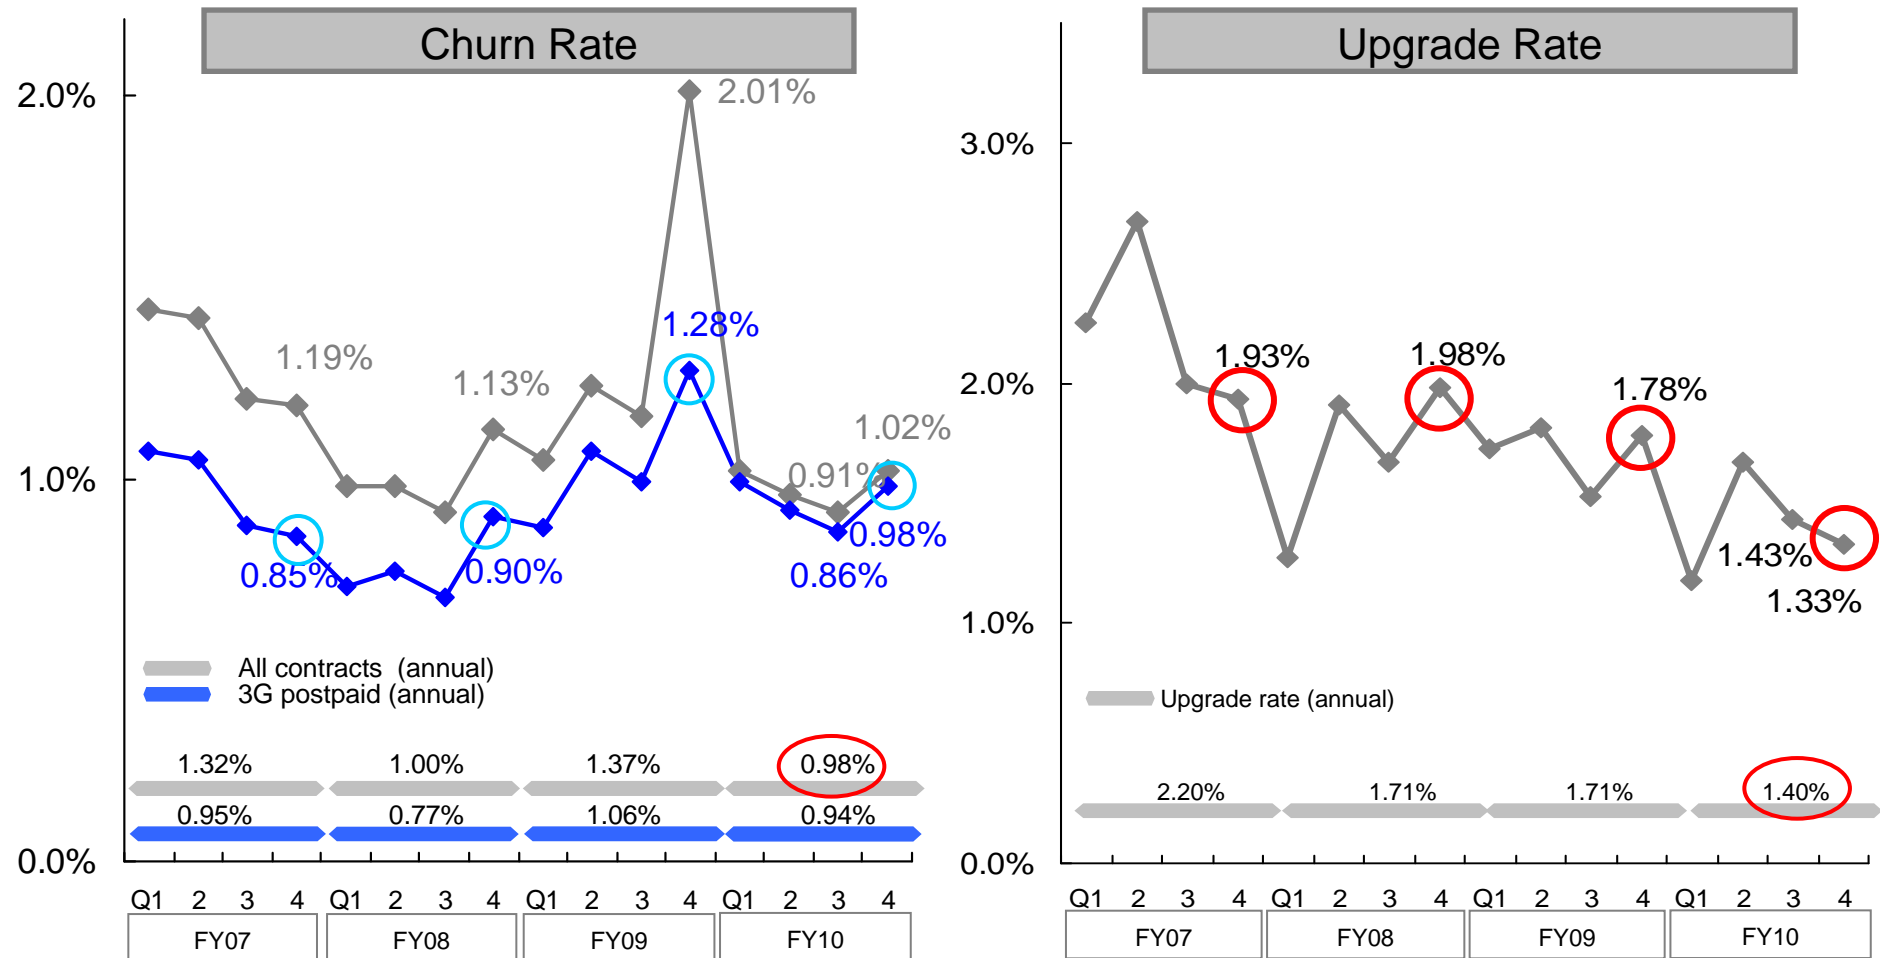 Churn Rate
2.0%
1.0%
0.0%
2.01%
1.28%
1.19%
1.13%
1.02%
0.91%
0.98%
0.85%
0.90%
0.86%
All contracts (annual)
3G postpaid (annual)
1.32% 1.00% 1.37% 0.98%
0.95% 0.77% 1.06% 0.94%
Q1 2 3 4 Q1 2 3 4 Q1 2 3 4 Q1 2 3 4
FY07 FY08 FY09 FY10
Upgrade Rate
3.0%
2.0%
1.0%
0.0%
1.93%
1.98%
1.78%
1.43%
1.33%
Upgrade rate (annual)
2.20% 1.71% 1.71% 1.40%
Q1 2 3 4 Q1 2 3 4 Q1 2 3 4 Q1 2 3 4
FY07 FY08 FY09 FY10